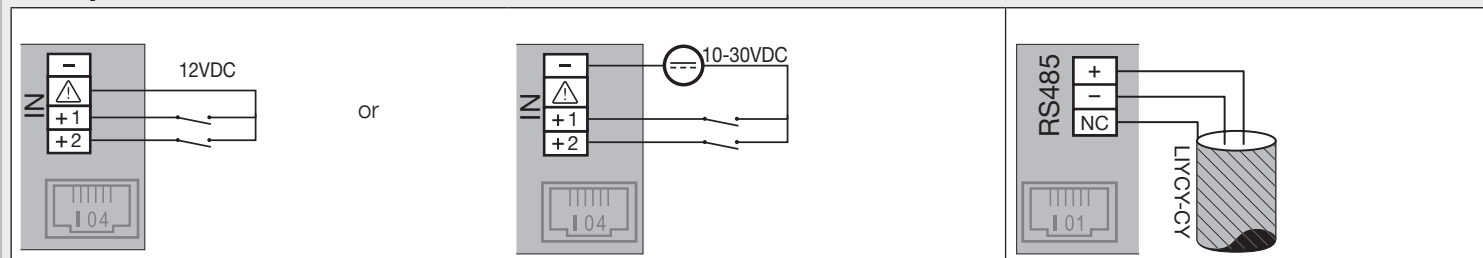 IN
−
⚠
+1
+2
12VDC
I 04
or
IN
−
⚠
+1
+2
10-30VDC
I 04
RS485
+
−
NC
LIYCY-CY
I 01